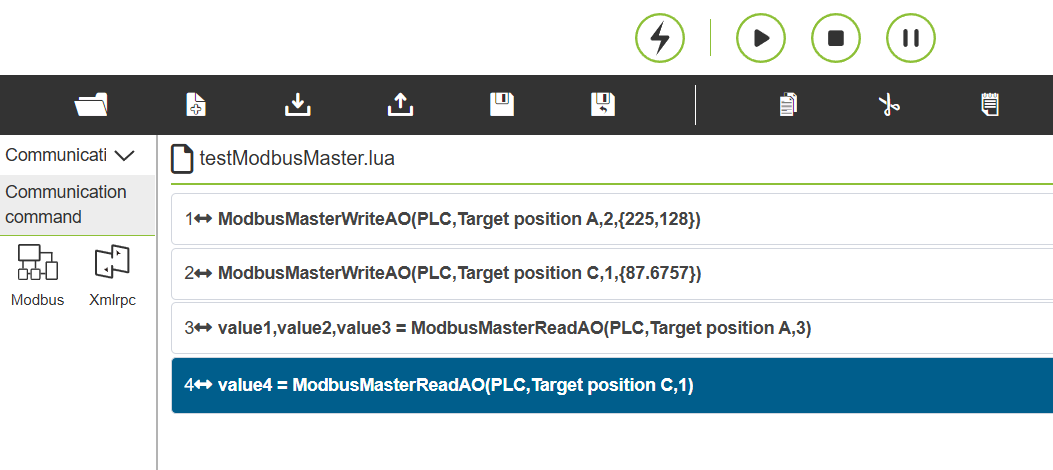 Communicati
Communication
command
Modbus
Xmlrpc
testModbusMaster.lua
1 ModbusMasterWriteAO(PLC,Target position A,2,{225,128})
2 ModbusMasterWriteAO(PLC,Target position C,1,{87.6757})
3 value1,value2,value3 = ModbusMasterReadAO(PLC,Target position A,3)
4 value4 = ModbusMasterReadAO(PLC,Target position C,1)